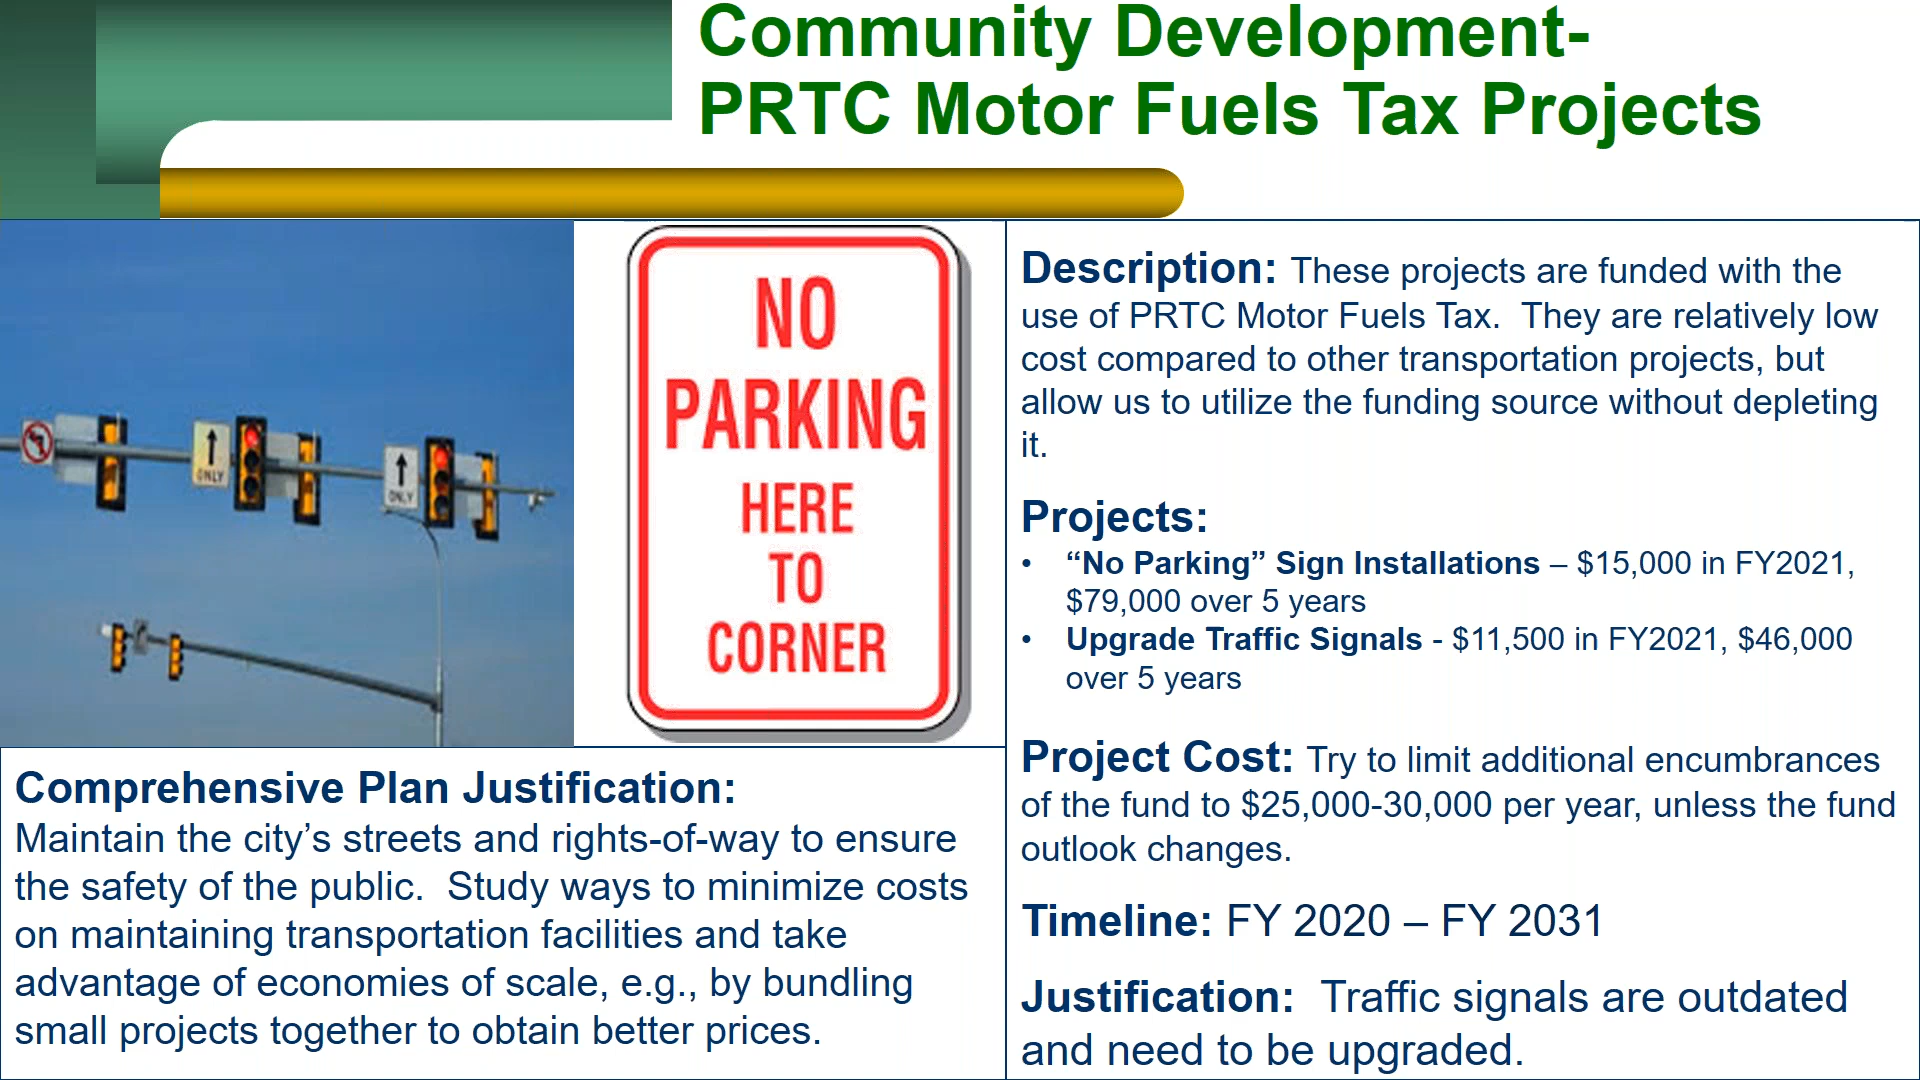 Community Development-
PRTC Motor Fuels Tax Projects
ONLY
ONLY
NO
PARKING
HERE
TO
CORNER
Description: These projects are funded with the
use of PRTC Motor Fuels Tax.  They are relatively low
cost compared to other transportation projects, but
allow us to utilize the funding source without depleting
it.
Projects:
• “No Parking” Sign Installations – $15,000 in FY2021,
$79,000 over 5 years
• Upgrade Traffic Signals - $11,500 in FY2021, $46,000
over 5 years
Project Cost: Try to limit additional encumbrances
of the fund to $25,000-30,000 per year, unless the fund
outlook changes.
Timeline: FY 2020 – FY 2031
Justification:  Traffic signals are outdated
and need to be upgraded.
Comprehensive Plan Justification:
Maintain the city’s streets and rights-of-way to ensure
the safety of the public.  Study ways to minimize costs
on maintaining transportation facilities and take
advantage of economies of scale, e.g., by bundling
small projects together to obtain better prices.